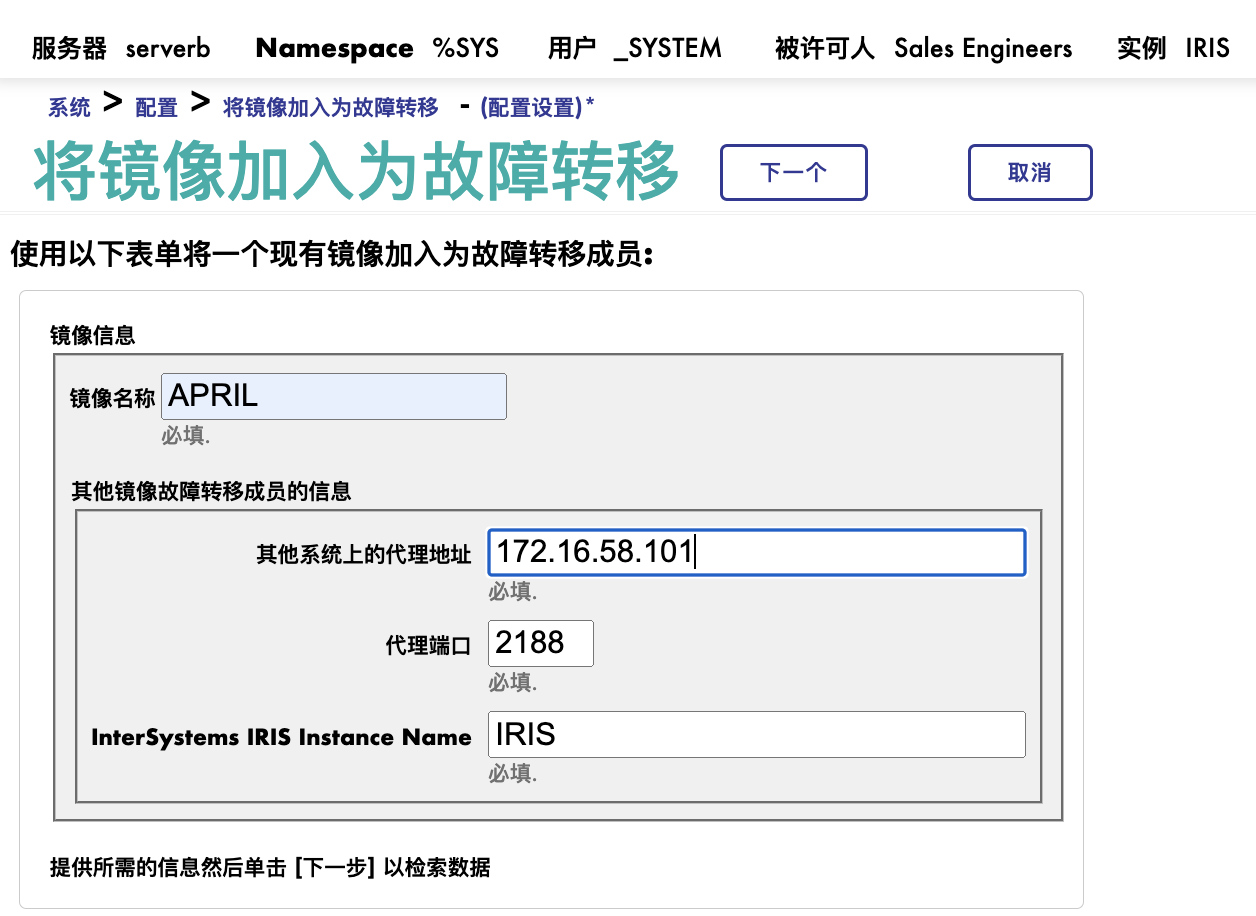 服务器 serverb Namespace %SYS 用户 _SYSTEM 被许可人 Sales Engineers 实例 IRIS
系统 > 配置 > 将镜像加入为故障转移 - (配置设置)*
将镜像加入为故障转移 下一个 取消
使用以下表单将一个现有镜像加入为故障转移成员:
镜像信息
镜像名称 APRIL
必填.
其他镜像故障转移成员的信息
其他系统上的代理地址 172.16.58.101
必填.
代理端口 2188
必填.
InterSystems IRIS Instance Name IRIS
必填.
提供所需的信息然后单击 [下一步] 以检索数据